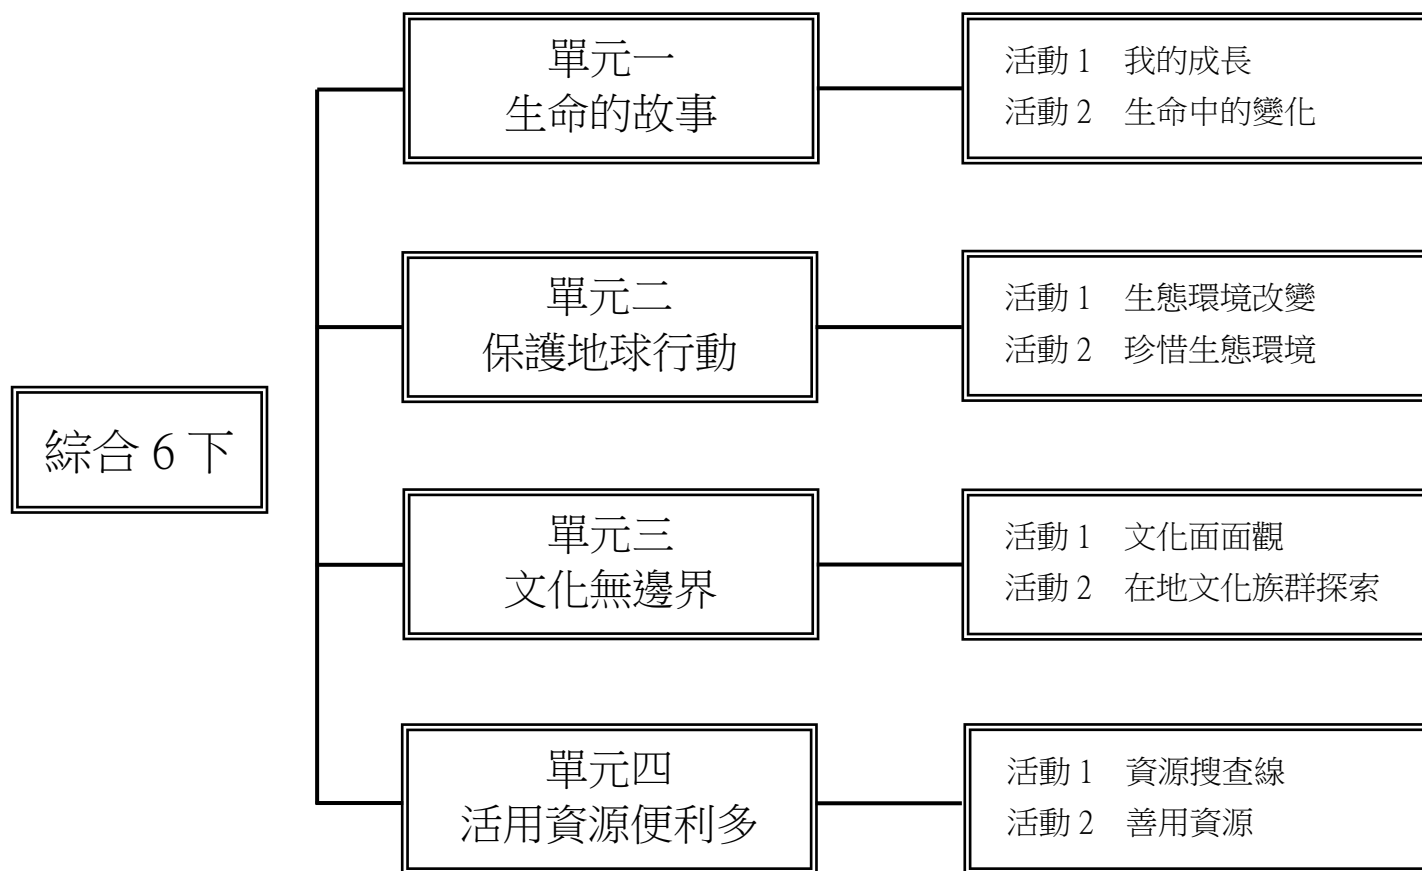 綜合 6 下
單元一
生命的故事
活動 1　我的成長
活動 2　生命中的變化
單元二
保護地球行動
活動 1　生態環境改變
活動 2　珍惜生態環境
單元三
文化無邊界
活動 1　文化面面觀
活動 2　在地文化族群探索
單元四
活用資源便利多
活動 1　資源搜查線
活動 2　善用資源